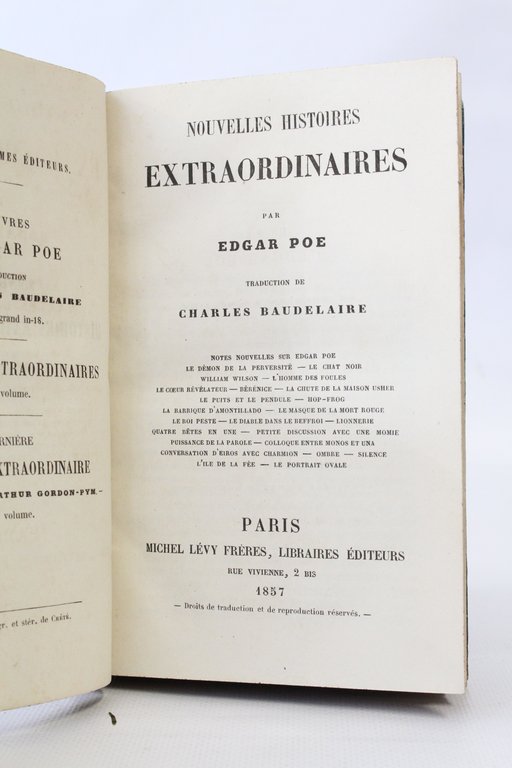 MES ÉDITEURS,
VRES
AR POE
DUCTION
S BAUDELAIRE
grand in-18.
TRAORDINAIRES
volume.
RNIÈRE
XTRAORDINAIRE
RTHUR GORDON-PYM.—
volume.
gr. et stér. de CRÉTÉ.
NOUVELLES HISTOIRES
EXTRAORDINAIRES
PAR
EDGAR POE
TRADUCTION DE
CHARLES BAUDELAIRE
NOTES NOUVELLES SUR EDGAR POE
LE DÉMON DE LA PERVERSITÉ — LE CHAT NOIR
WILLIAM WILSON — L'HOMME DES FOULES
LE CŒUR RÉVÉLATEUR — BÉRÉNICE — LA CHUTE DE LA MAISON USHER
LE PUITS ET LE PENDULE — HOP-FROG
LA BARRIQUE D'AMONTILLADO — LE MASQUE DE LA MORT ROUGE
LE ROI PESTE — LE DIABLE DANS LE BEFFROI — LIONNERIE
QUATRE BÊTES EN UNE — PETITE DISCUSSION AVEC UNE MOMIE
PUISSANCE DE LA PAROLE — COLLOQUE ENTRE MONOS ET UNA
CONVERSATION D'EIROS AVEC CHARMION — OMBRE — SILENCE
L'ILE DE LA FÉE — LE PORTRAIT OVALE
PARIS
MICHEL LÉVY FRÈRES, LIBRAIRES ÉDITEURS
RUE VIVIENNE, 2 BIS
1857
— Droits de traduction et de reproduction réservés. —